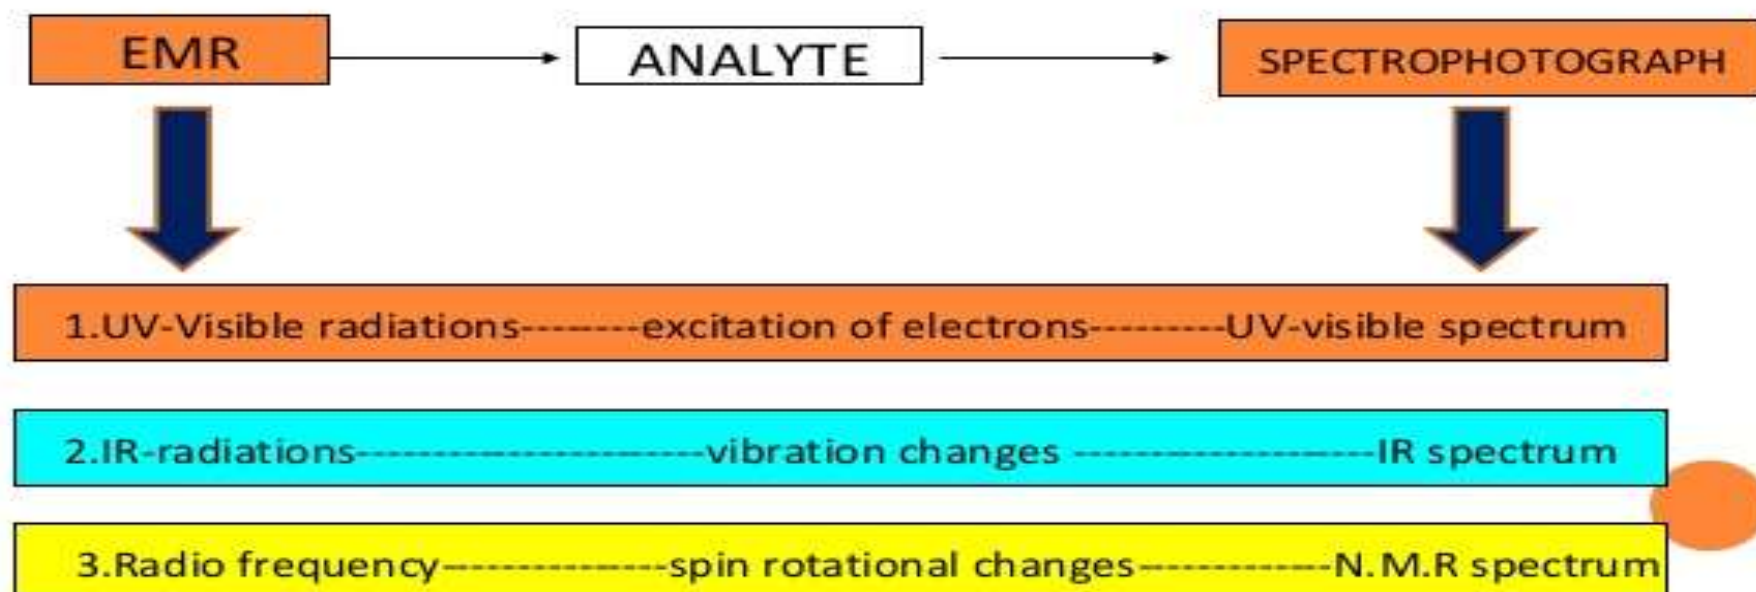 EMR ANALYTE SPECTROPHOTOGRAPH
1.UV-Visible radiations--------excitation of electrons---------UV-visible spectrum
2.IR-radiations-----------------------vibration changes --------------------IR spectrum
3.Radio frequency---------------spin rotational changes-------------N.M.R spectrum